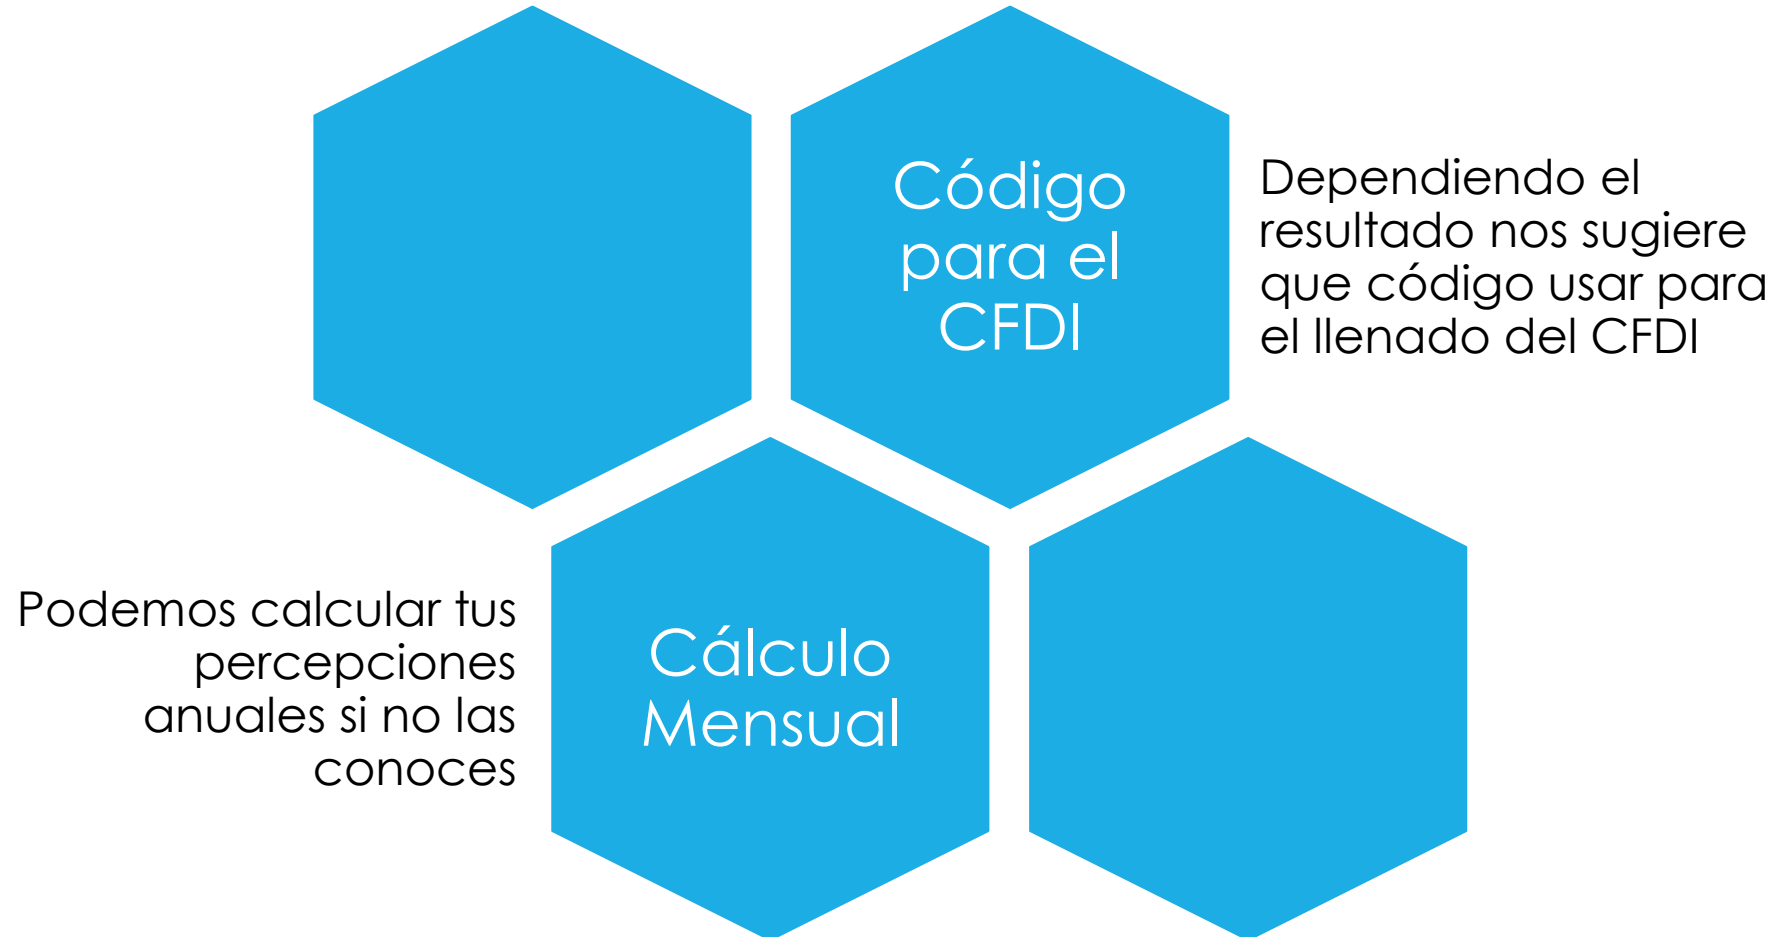 Código
para el
CFDI
Dependiendo el
resultado nos sugiere
que código usar para
el llenado del CFDI
Podemos calcular tus
percepciones
anuales si no las
conoces
Cálculo
Mensual